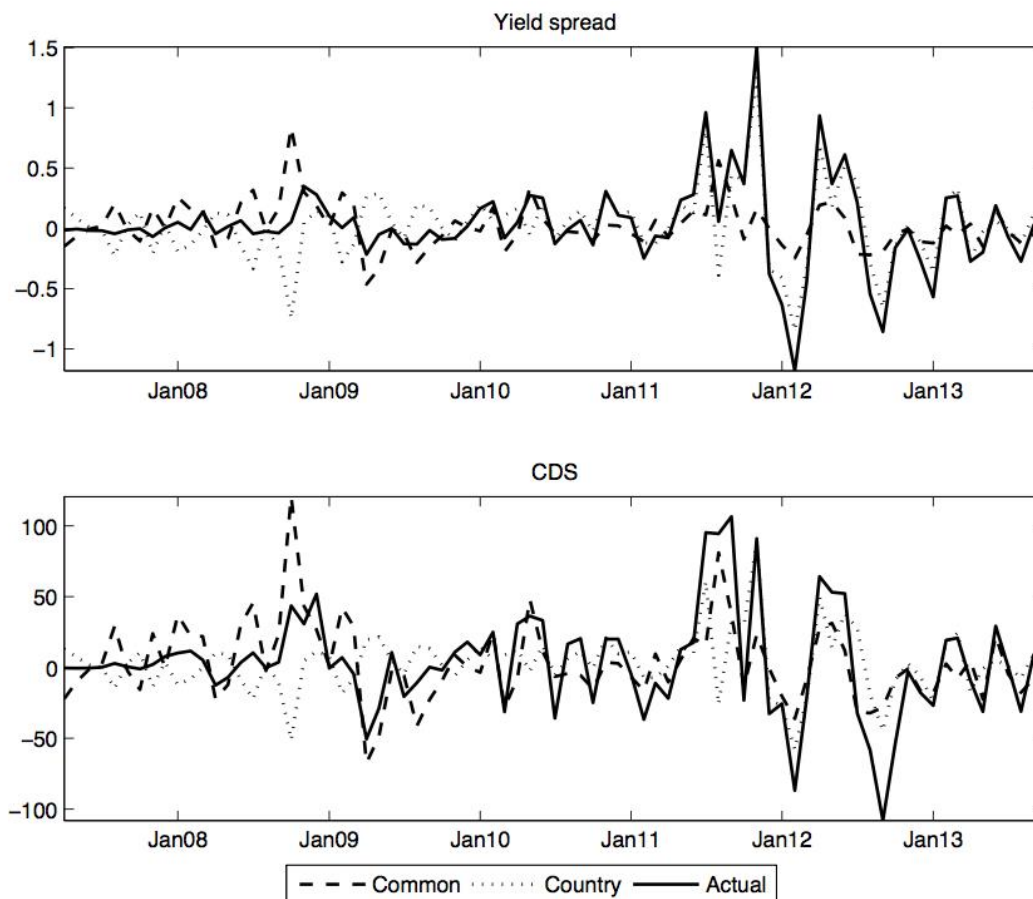 Yield spread
1.5
1
0.5
0
−0.5
−1
Jan08 Jan09 Jan10 Jan11 Jan12 Jan13
CDS
100
50
0
−50
−100
Jan08 Jan09 Jan10 Jan11 Jan12 Jan13
Common Country Actual